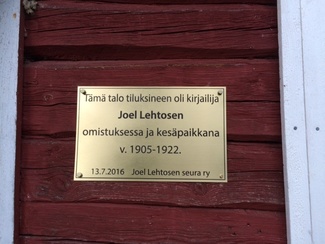 Tämä talo tiluksineen oli kirjailija
Joel Lehtosen
omistuksessa ja kesäpaikkana
v. 1905-1922.
13.7.2016 Joel Lehtosen seura ry